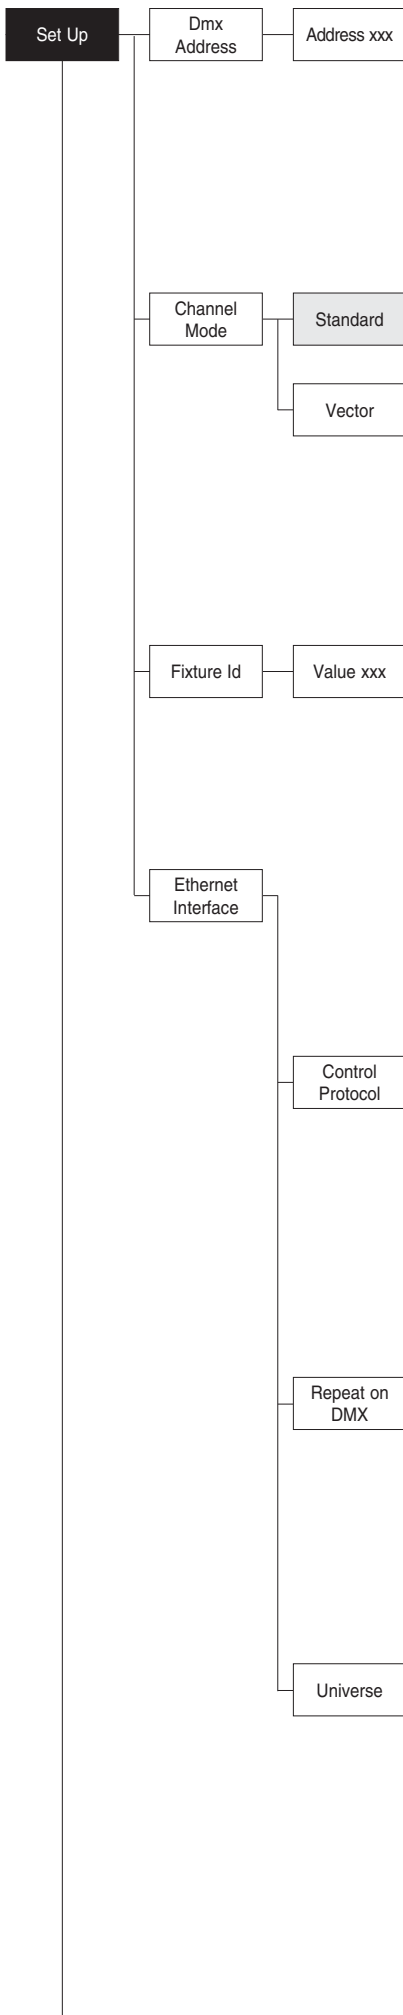 Set Up
Dmx
Address
Address xxx
Channel
Mode
Standard
Vector
Fixture Id
Value xxx
Ethernet
Interface
Control
Protocol
Repeat on
DMX
Universe